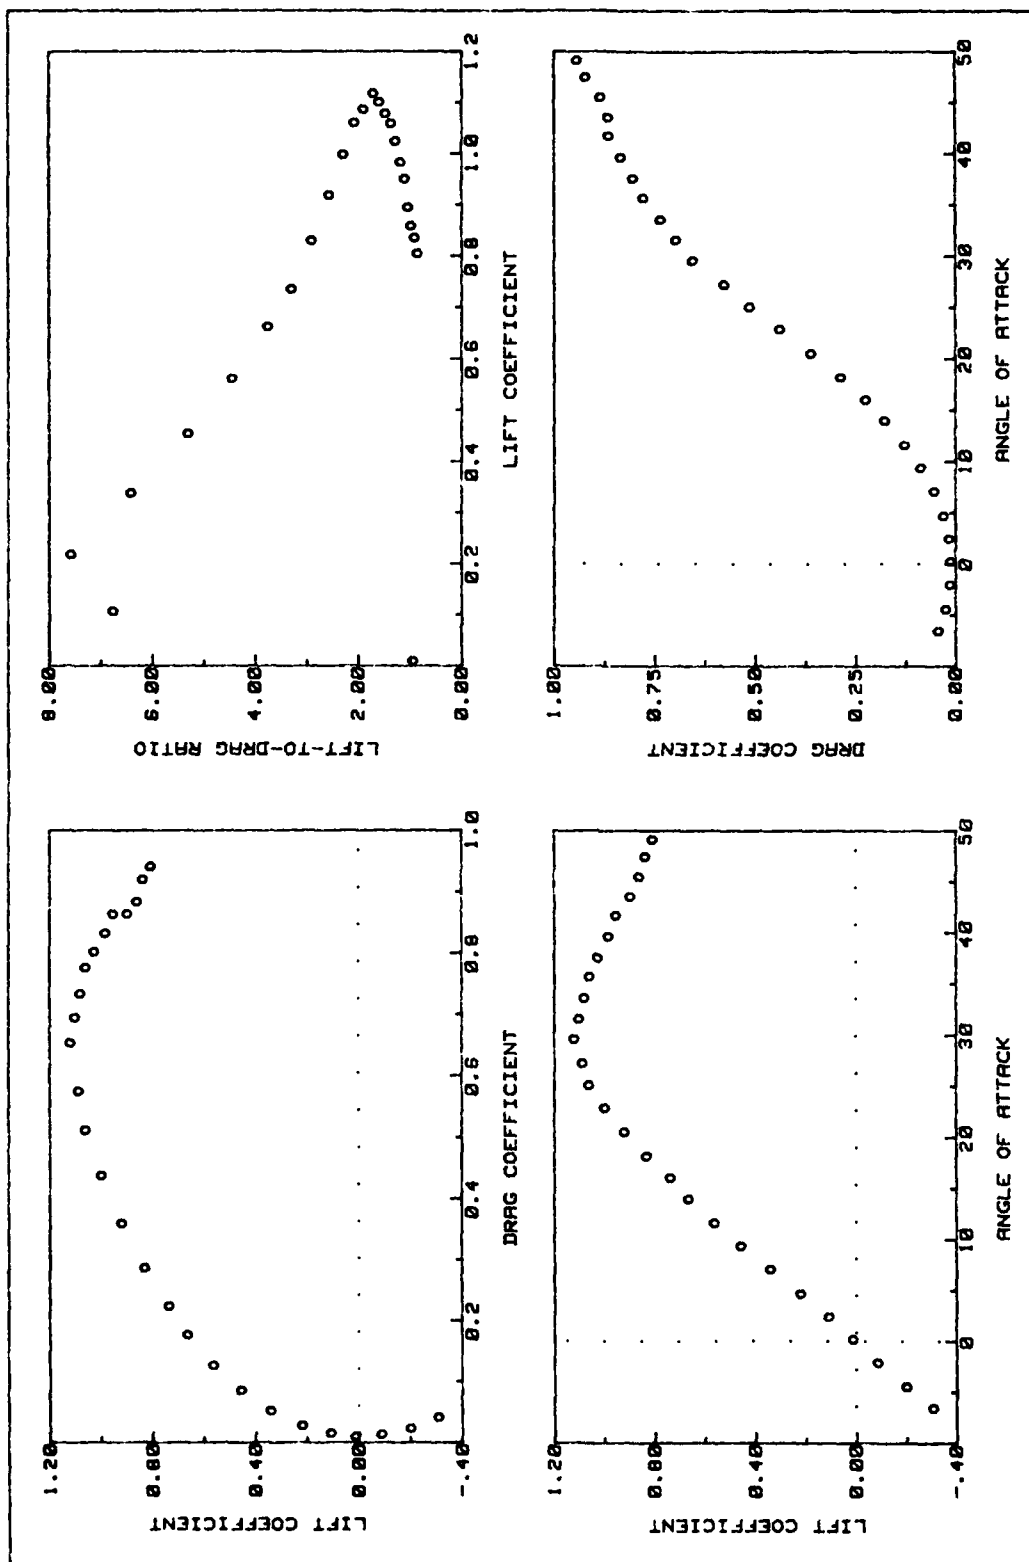 LIFT COEFFICIENT
1.20
0.80
0.40
0.00
-.40
0.2 0.4 0.6 0.8 1.0
DRAG COEFFICIENT
LIFT-TO-DRAG RATIO
8.00
6.00
4.00
2.00
0.00
0.2 0.4 0.6 0.8 1.0 1.2
LIFT COEFFICIENT
LIFT COEFFICIENT
1.20
0.80
0.40
0.00
-.40
0 10 20 30 40 50
ANGLE OF ATTACK
DRAG COEFFICIENT
1.00
0.75
0.50
0.25
0.00
0 10 20 30 40 50
ANGLE OF ATTACK